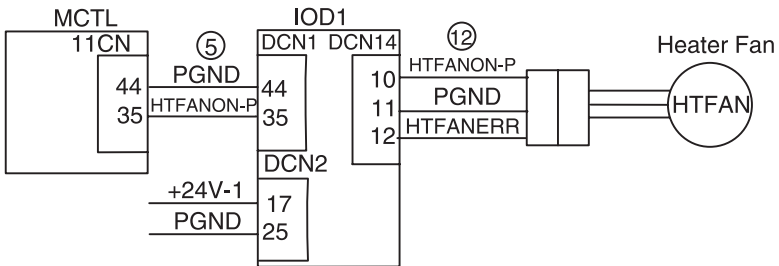 MCTL
IOD1
11CN
5
DCN1
DCN14
12
Heater Fan
44
PGND
44
10
HTFANON-P
35
HTFANON-P
35
11
PGND
HTFAN
12
HTFANERR
DCN2
+24V-1
17
PGND
25